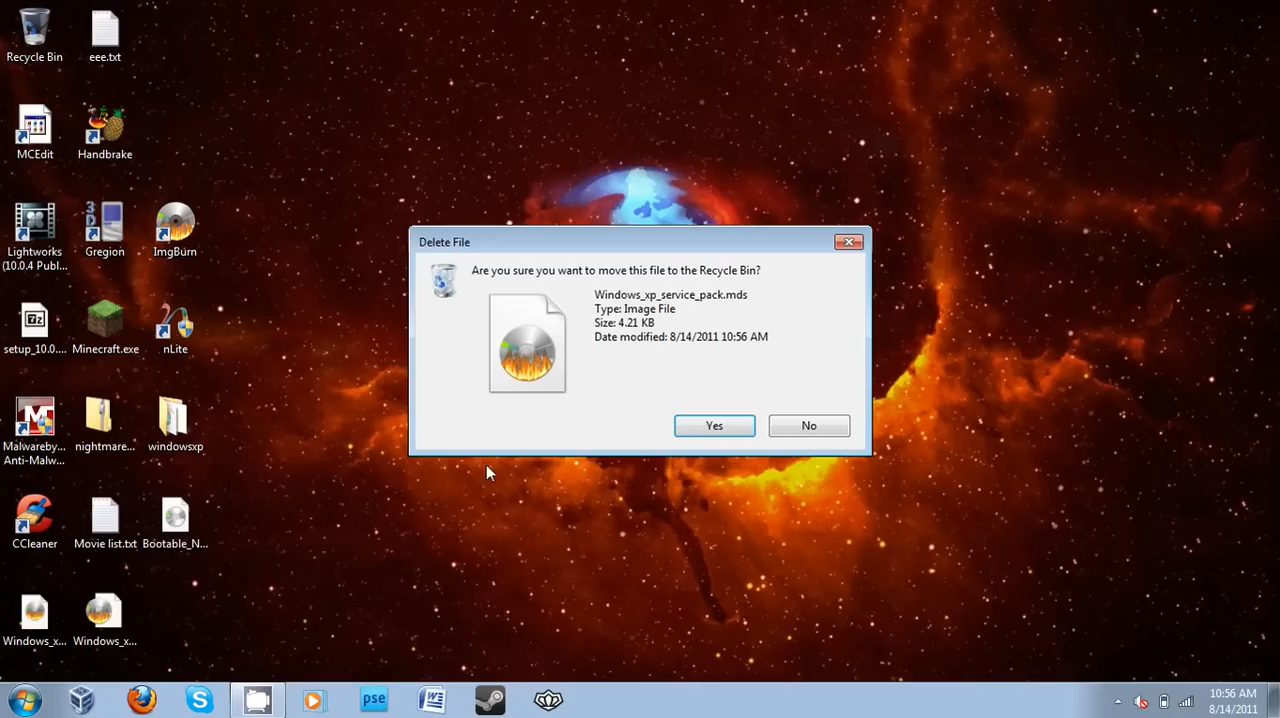 Recycle Bin
eee.txt
MCEdit
Handbrake
Lightworks
(10.0.4 Publ...
Gregion
ImgBurn
setup_10.0....
Minecraft.exe
nLite
Malwareby...
Anti-Malw...
nightmare...
windowsxp
CCleaner
Movie list.txt
Bootable_N...
Windows_x...
Windows_x...
Delete File
Are you sure you want to move this file to the Recycle Bin?
Windows_xp_service_pack.mds
Type: Image File
Size: 4.21 KB
Date modified: 8/14/2011 10:56 AM
Yes
No
pse
10:56 AM
8/14/2011